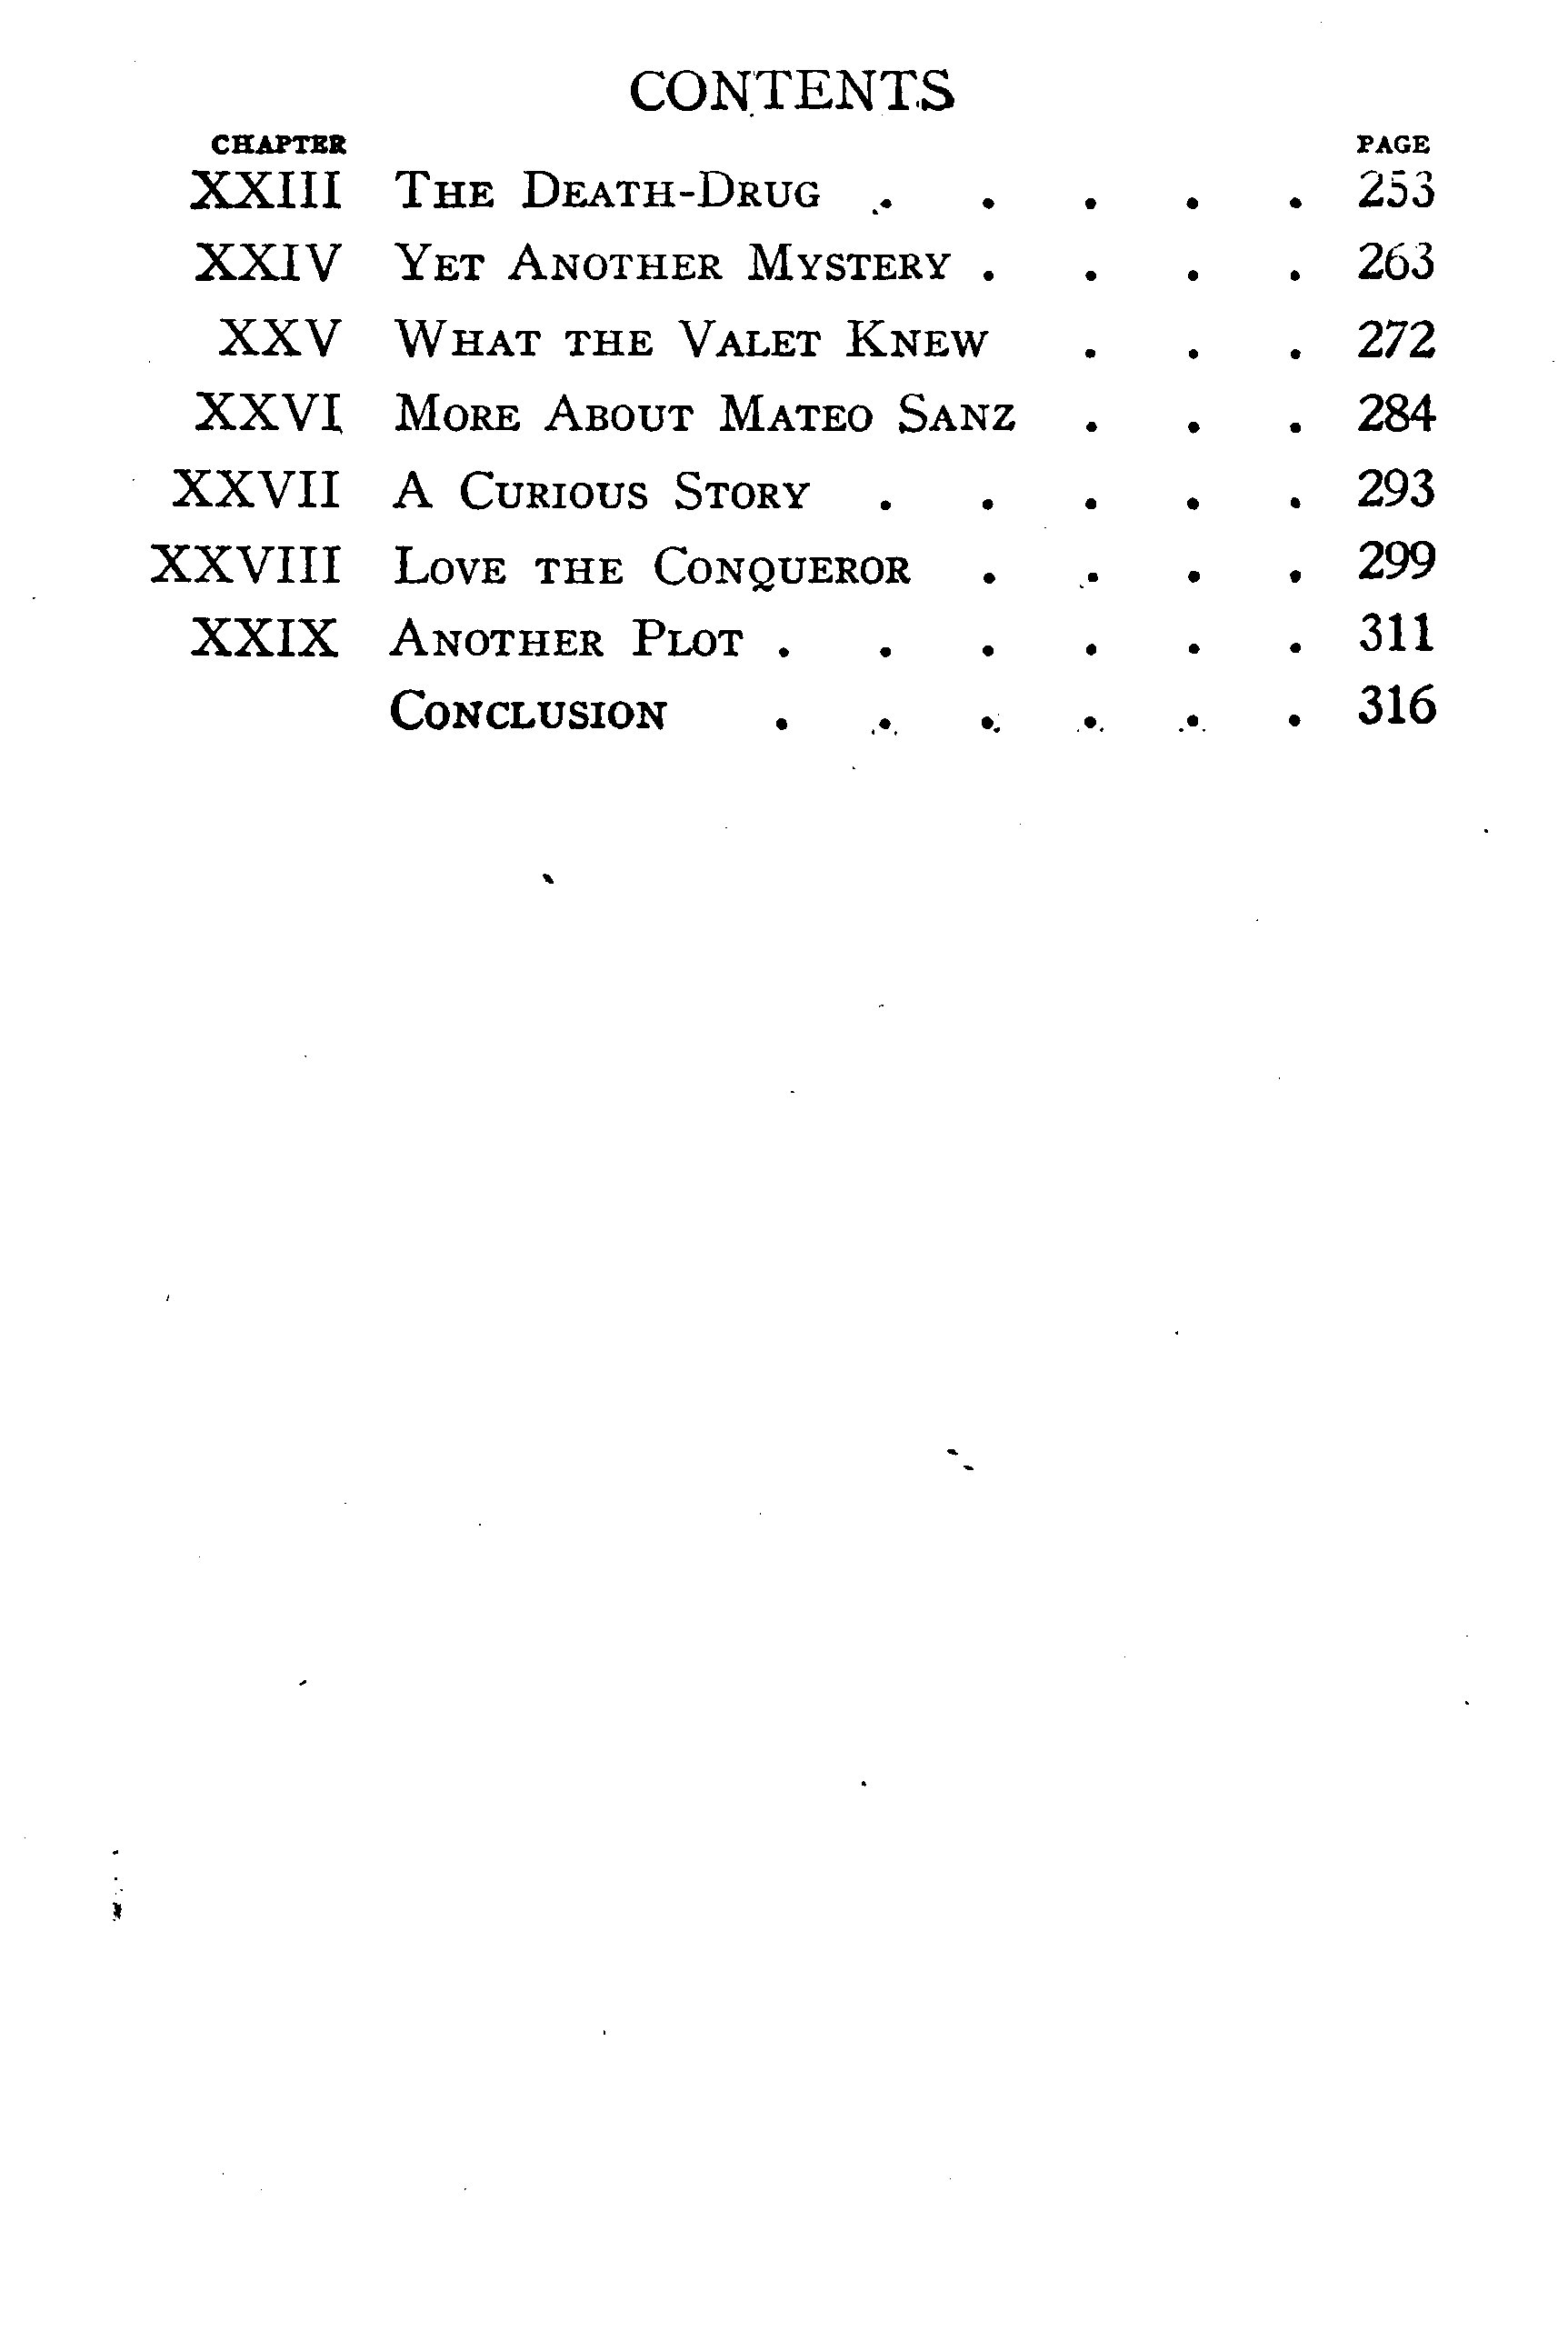 CONTENTS
CHAPTER PAGE
XXIII THE DEATH-DRUG . . . . . 253
XXIV YET ANOTHER MYSTERY . . . . 263
XXV WHAT THE VALET KNEW . . . 272
XXVI MORE ABOUT MATEO SANZ . . . 284
XXVII A CURIOUS STORY . . . . . 293
XXVIII LOVE THE CONQUEROR . . . . 299
XXIX ANOTHER PLOT . . . . . . 311
CONCLUSION . . . . . . 316